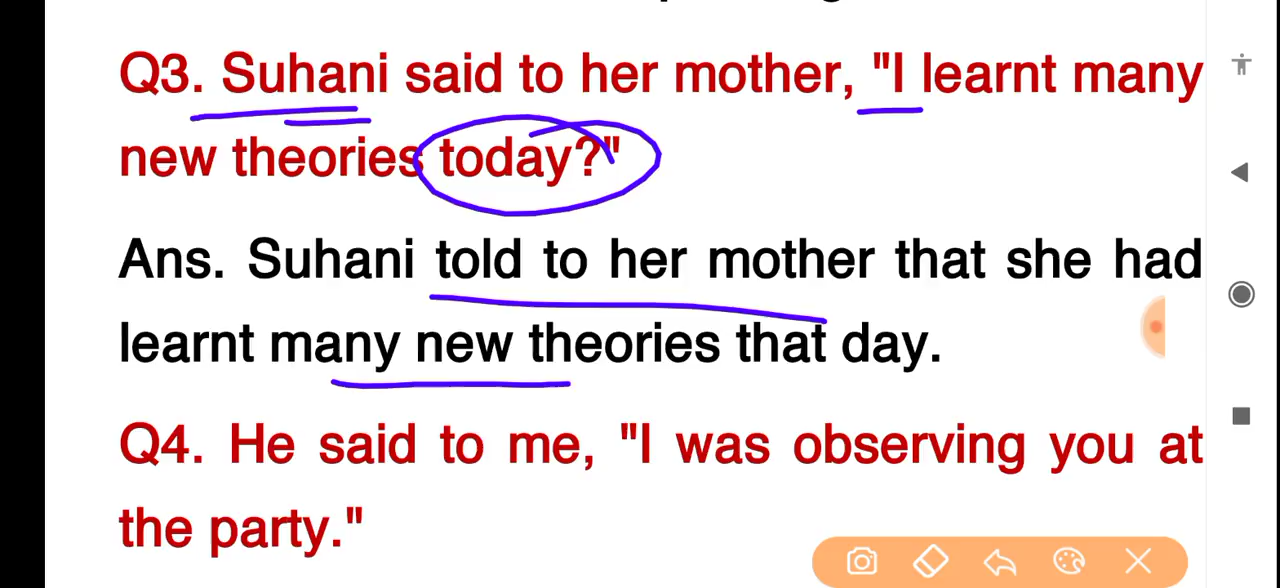 Q3. Suhani said to her mother, "I learnt many
new theories today?"
Ans. Suhani told to her mother that she had
learnt many new theories that day.
Q4. He said to me, "I was observing you at
the party."